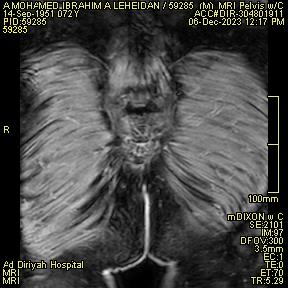 A MOHAMED IBRAHIM A LEHEIDAN / 59285 (M) MRI Pelvis w/C
14-Sep-1951 072Y ACC#DIR-304801911
PID:59285 06-Dec-2023 12:17 PM
59285
R
100mm
mDIXON w C
SE:2101
IM:97
DFOV:300
3.5mm
EC:1
Ad Diriyah Hospital TE:0
MRI ET:70
MRI TR:5.29